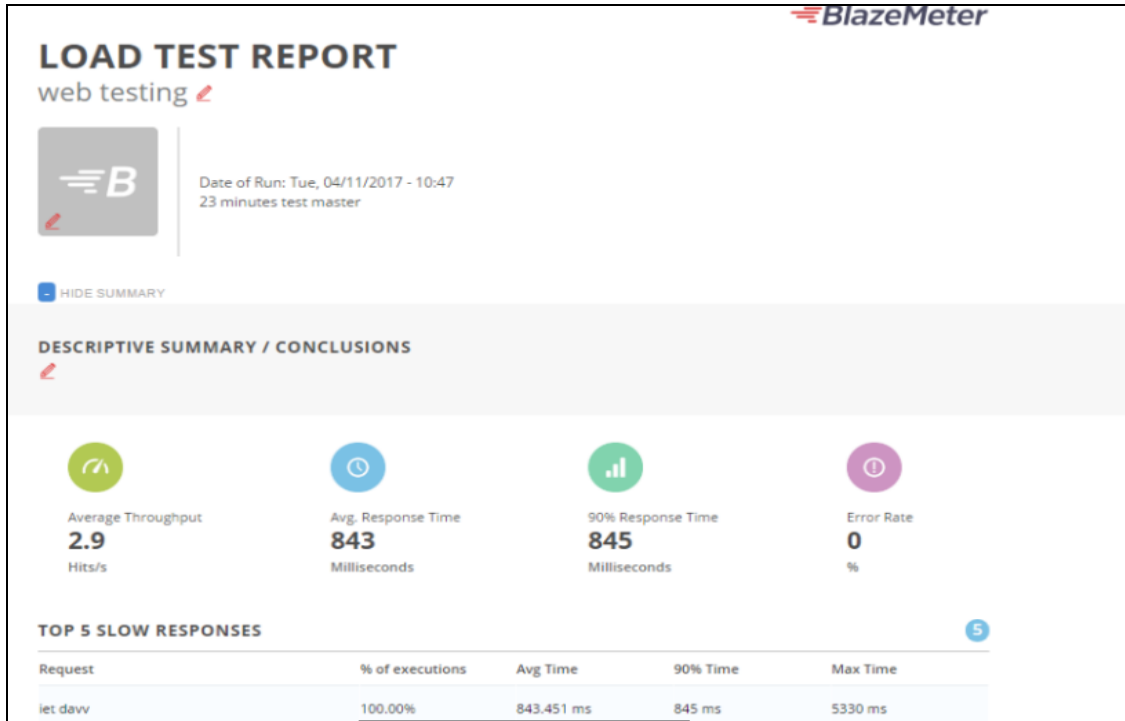 BlazeMeter
LOAD TEST REPORT
web testing
B
Date of Run: Tue, 04/11/2017 - 10:47
23 minutes test master
- HIDE SUMMARY
DESCRIPTIVE SUMMARY / CONCLUSIONS
Average Throughput
2.9
Hits/s
Avg. Response Time
843
Milliseconds
90% Response Time
845
Milliseconds
Error Rate
0
%
TOP 5 SLOW RESPONSES 5
Request % of executions Avg Time 90% Time Max Time
iet davv 100.00% 843.451 ms 845 ms 5330 ms